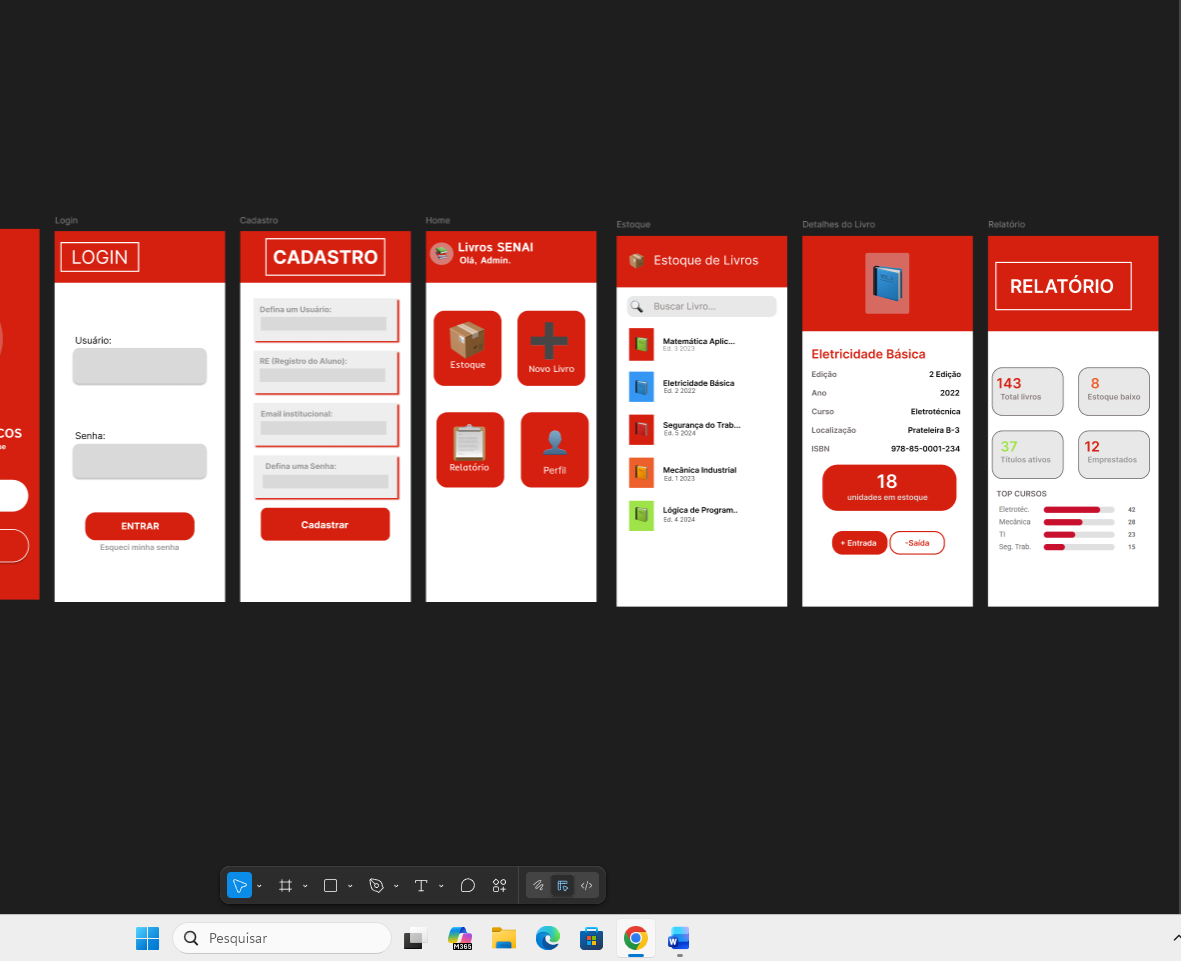 Login
Cadastro
Home
Estoque
Detalhes do Livro
Relatório
COS
LOGIN
Usuário:
Senha:
ENTRAR
Esqueci minha senha
CADASTRO
Defina um Usuário:
RE (Registro do Aluno):
Email institucional:
Defina uma Senha:
Cadastrar
Livros SENAI
Olá, Admin.
Estoque
Novo Livro
Relatório
Perfil
Estoque de Livros
Buscar Livro...
Matemática Aplic...
Ed. 3 2023
Eletricidade Básica
Ed. 2 2022
Segurança do Trab...
Ed. 5 2024
Mecânica Industrial
Ed. 1 2023
Lógica de Program..
Ed. 4 2024
Eletricidade Básica
Edição 2 Edição
Ano 2022
Curso Eletrotécnica
Localização Prateleira B-3
ISBN 978-85-0001-234
18
unidades em estoque
+ Entrada
-Saída
RELATÓRIO
143
Total livros
8
Estoque baixo
37
Títulos ativos
12
Emprestados
TOP CURSOS
Eletrotéc. 42
Mecânica 28
TI 23
Seg. Trab. 15
Pesquisar
M365
W